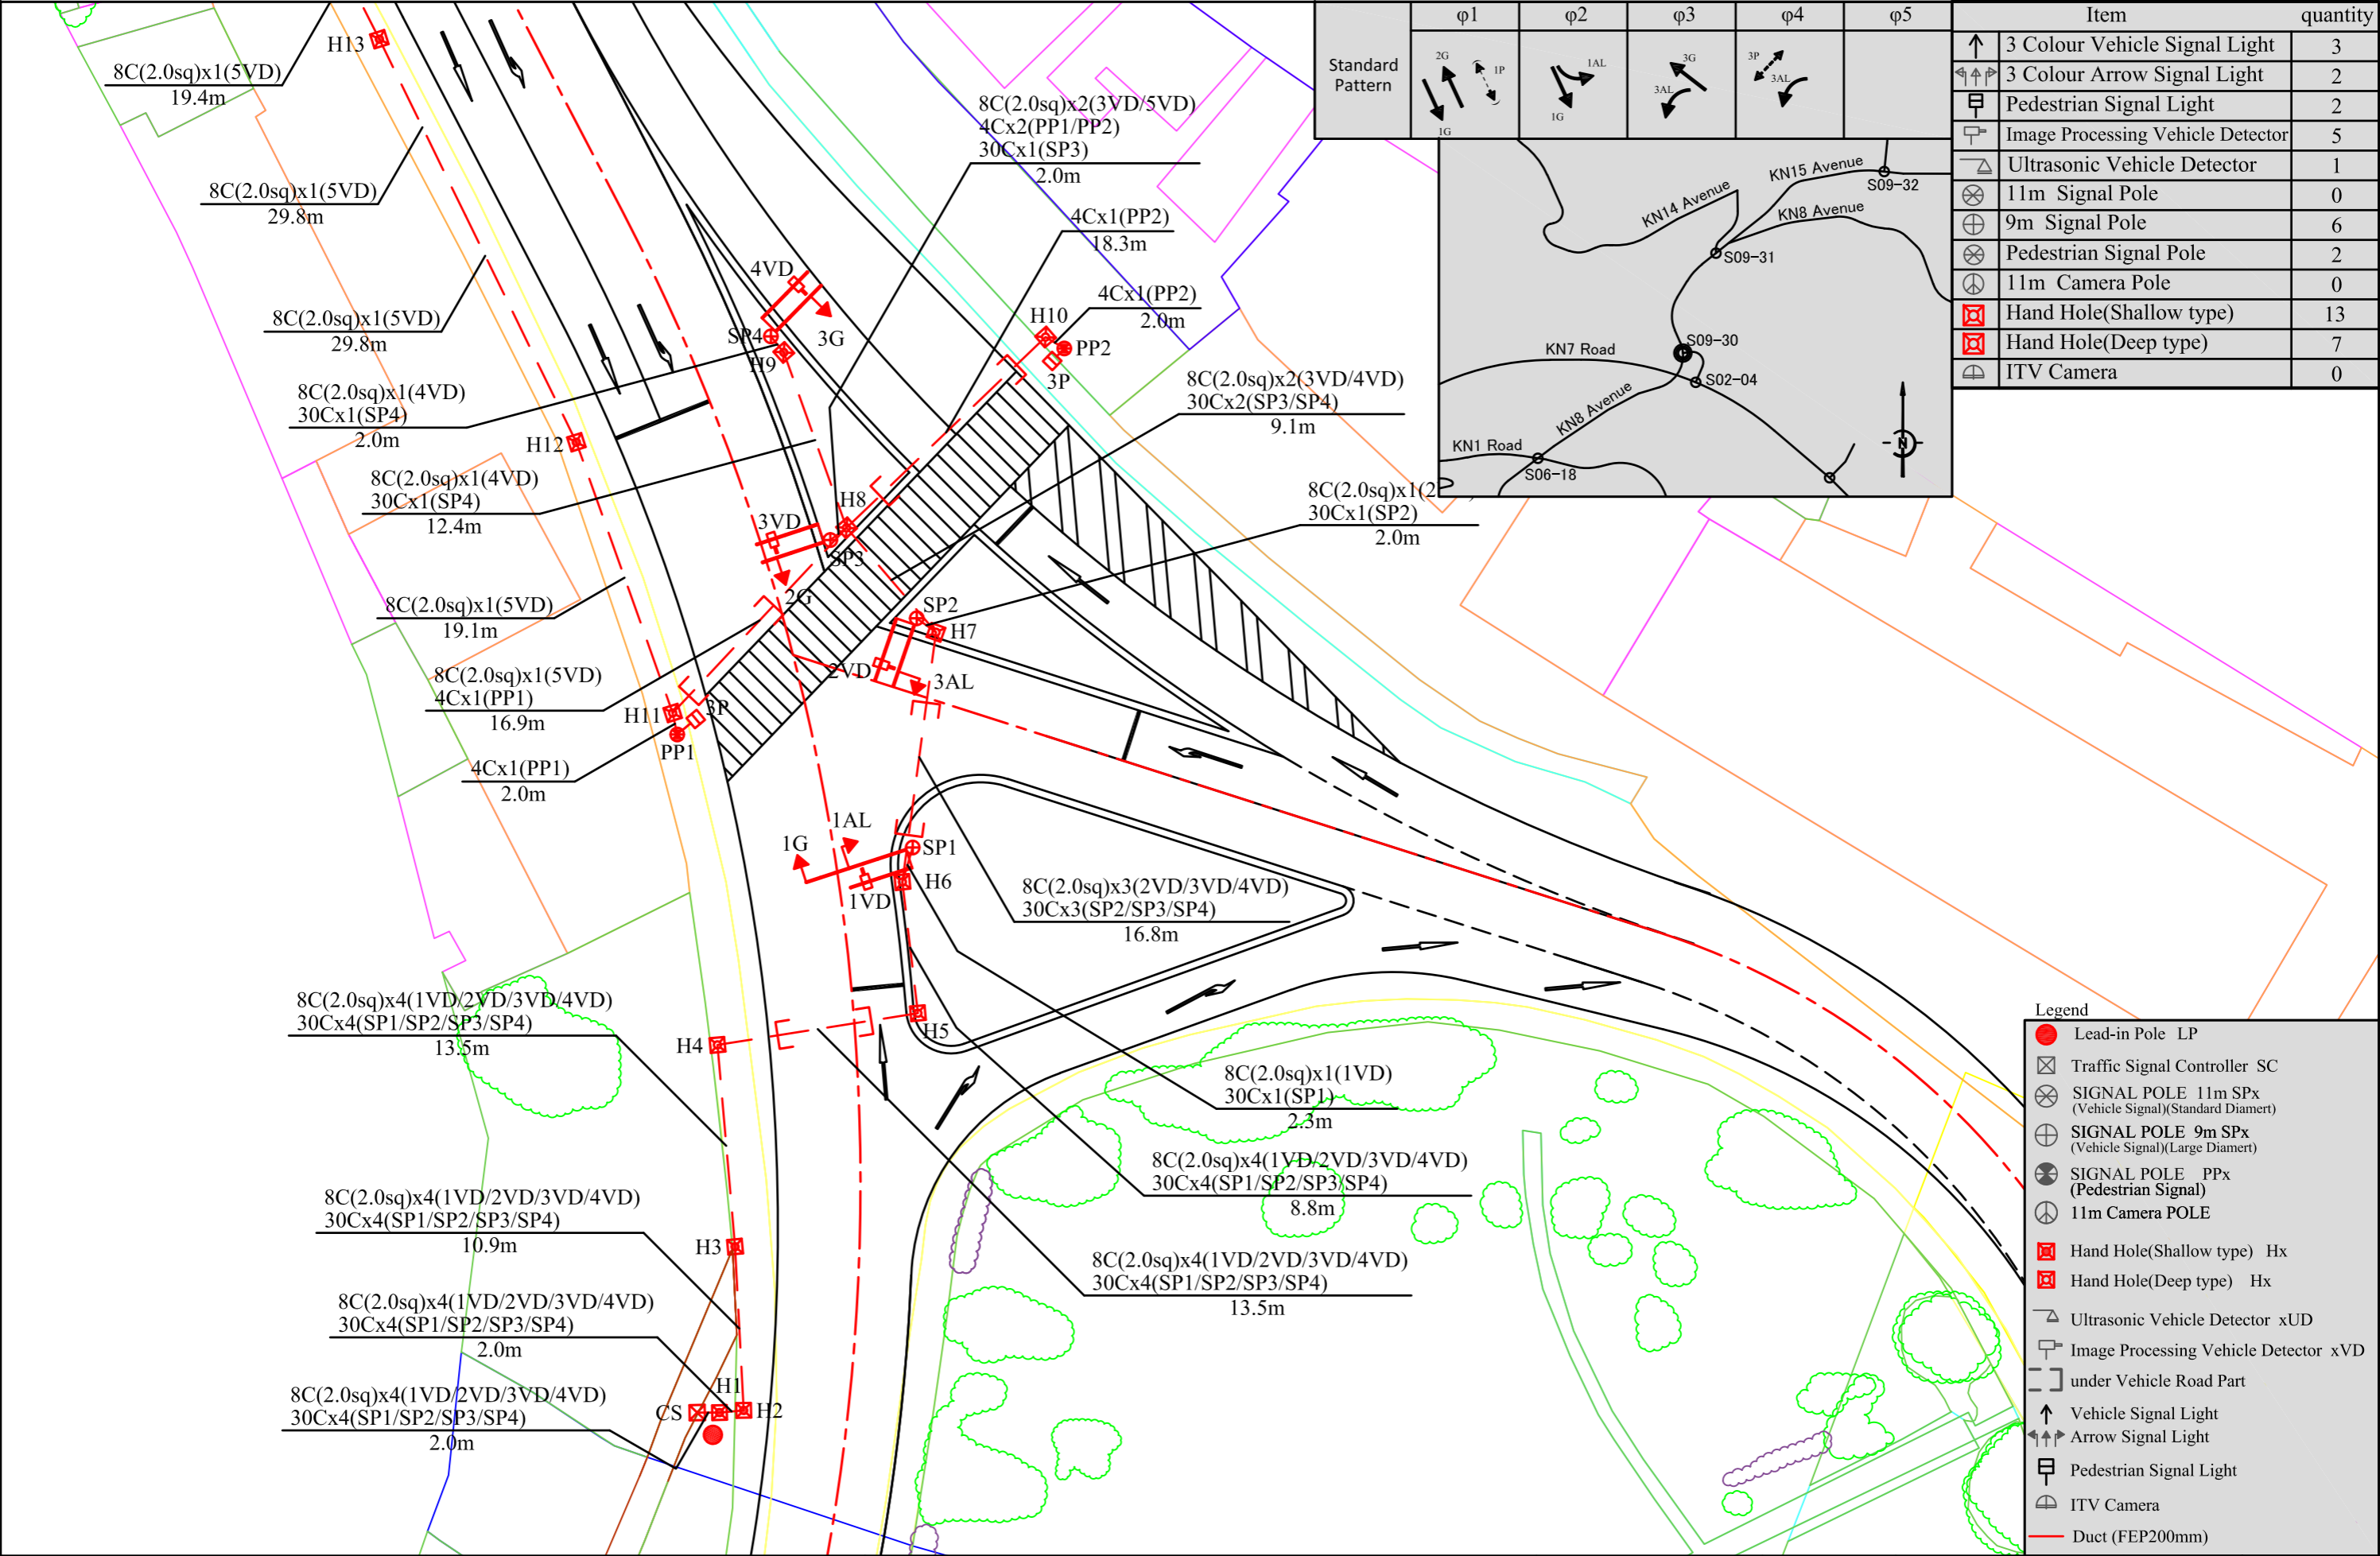 H13
8C(2.0sq)x1(5VD)
19.4m
8C(2.0sq)x1(5VD)
29.8m
8C(2.0sq)x1(5VD)
29.8m
8C(2.0sq)x1(4VD)
30Cx1(SP4)
2.0m
H12
8C(2.0sq)x1(4VD)
30Cx1(SP4)
12.4m
8C(2.0sq)x1(5VD)
19.1m
8C(2.0sq)x1(5VD)
4Cx1(PP1)
16.9m
H11
3P
PP1
4Cx1(PP1)
2.0m
8C(2.0sq)x2(3VD/5VD)
4Cx2(PP1/PP2)
30Cx1(SP3)
2.0m
4Cx1(PP2)
18.3m
4Cx1(PP2)
2.0m
H10
PP2
3P
4VD
SP4
3G
H9
8C(2.0sq)x2(3VD/4VD)
30Cx2(SP3/SP4)
9.1m
8C(2.0sq)x1(2
30Cx1(SP2)
2.0m
H8
3VD
SP3
2G
SP2
H7
2VD
3AL
1AL
1G
SP1
H6
1VD
8C(2.0sq)x3(2VD/3VD/4VD)
30Cx3(SP2/SP3/SP4)
16.8m
8C(2.0sq)x4(1VD/2VD/3VD/4VD)
30Cx4(SP1/SP2/SP3/SP4)
13.5m
H4
H5
8C(2.0sq)x1(1VD)
30Cx1(SP1)
2.3m
8C(2.0sq)x4(1VD/2VD/3VD/4VD)
30Cx4(SP1/SP2/SP3/SP4)
8.8m
8C(2.0sq)x4(1VD/2VD/3VD/4VD)
30Cx4(SP1/SP2/SP3/SP4)
10.9m
H3
8C(2.0sq)x4(1VD/2VD/3VD/4VD)
30Cx4(SP1/SP2/SP3/SP4)
13.5m
8C(2.0sq)x4(1VD/2VD/3VD/4VD)
30Cx4(SP1/SP2/SP3/SP4)
2.0m
H1
CS
H2
8C(2.0sq)x4(1VD/2VD/3VD/4VD)
30Cx4(SP1/SP2/SP3/SP4)
2.0m
φ1 φ2 φ3 φ4 φ5
Standard
Pattern
2G
1P
1G
1AL
1G
3G
3AL
3P
3AL
KN14 Avenue
KN15 Avenue
S09-32
KN8 Avenue
S09-31
S09-30
KN7 Road
S02-04
KN8 Avenue
KN1 Road
S06-18
N
Item quantity
3 Colour Vehicle Signal Light 3
3 Colour Arrow Signal Light 2
Pedestrian Signal Light 2
Image Processing Vehicle Detector 5
Ultrasonic Vehicle Detector 1
11m Signal Pole 0
9m Signal Pole 6
Pedestrian Signal Pole 2
11m Camera Pole 0
Hand Hole(Shallow type) 13
Hand Hole(Deep type) 7
ITV Camera 0
Legend
Lead-in Pole LP
Traffic Signal Controller SC
SIGNAL POLE 11m SPx
(Vehicle Signal)(Standard Diamert)
SIGNAL POLE 9m SPx
(Vehicle Signal)(Large Diamert)
SIGNAL POLE PPx
(Pedestrian Signal)
11m Camera POLE
Hand Hole(Shallow type) Hx
Hand Hole(Deep type) Hx
Ultrasonic Vehicle Detector xUD
Image Processing Vehicle Detector xVD
under Vehicle Road Part
Vehicle Signal Light
Arrow Signal Light
Pedestrian Signal Light
ITV Camera
Duct (FEP200mm)